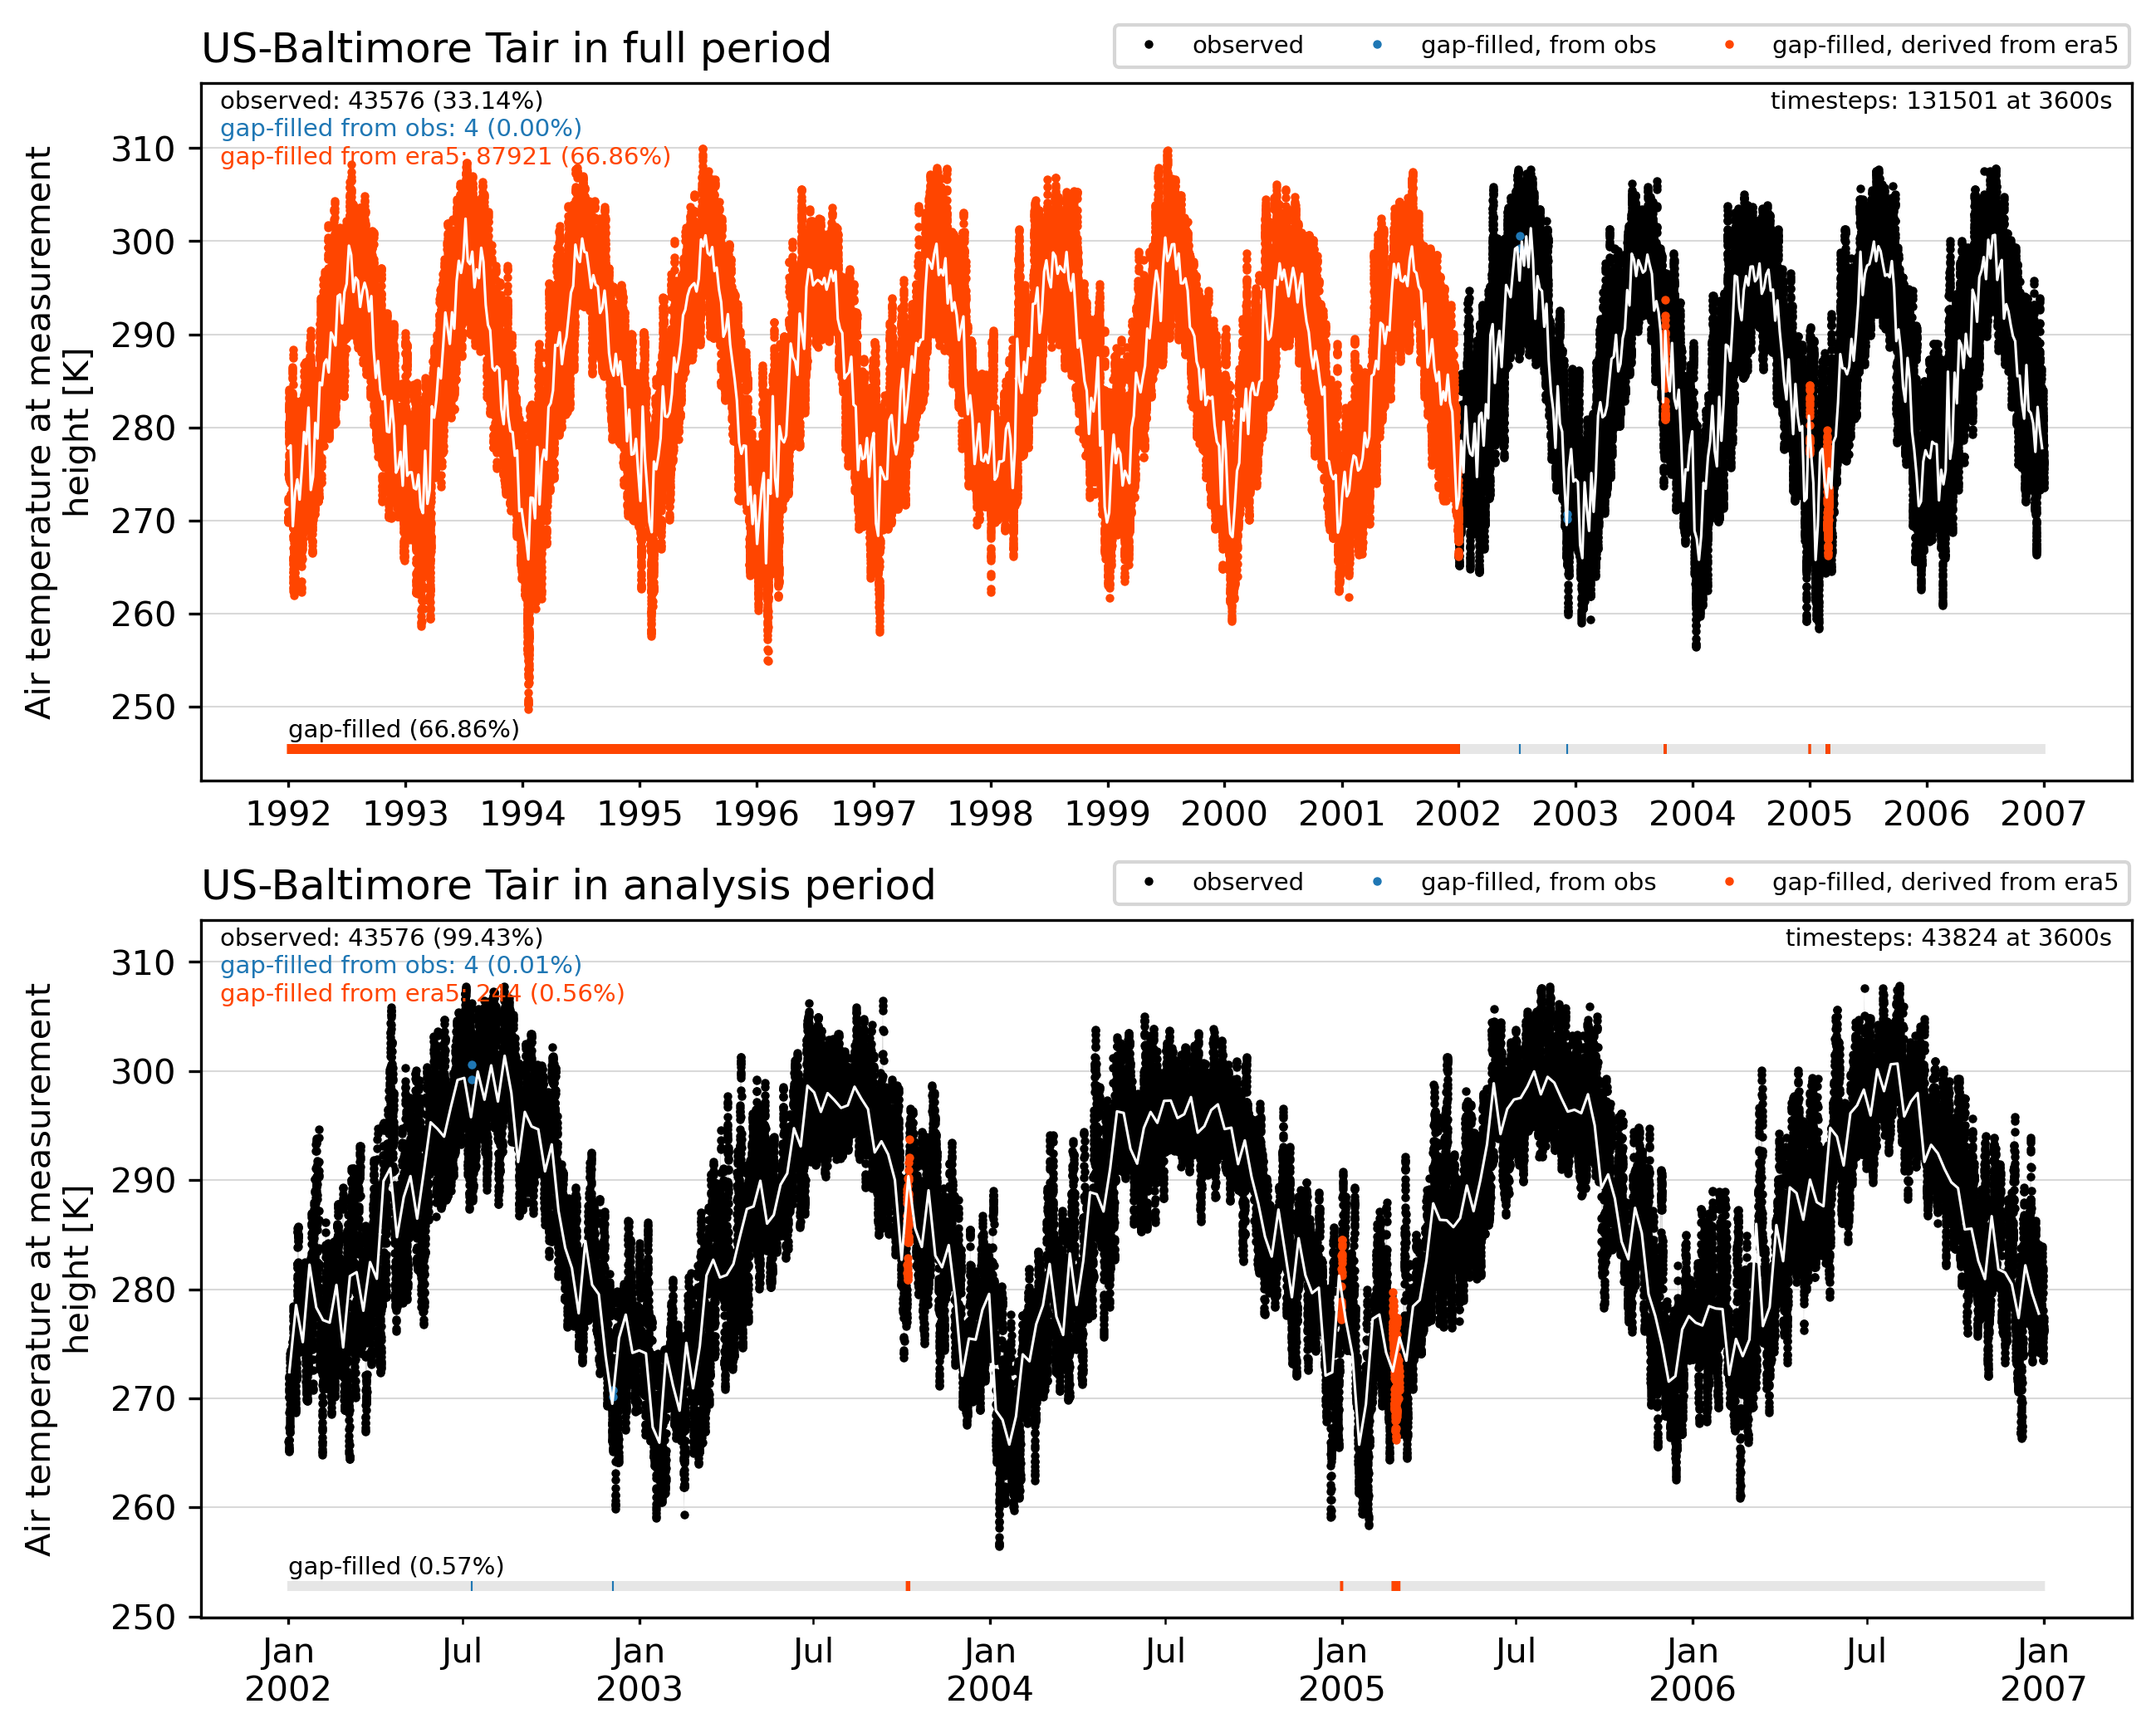 US-Baltimore Tair in full period
observed gap-filled, from obs gap-filled, derived from era5
observed: 43576 (33.14%)
timesteps: 131501 at 3600s
gap-filled from obs: 4 (0.00%)
gap-filled from era5: 87921 (66.86%)
Air temperature at measurement
height [K]
310
300
290
280
270
260
250
gap-filled (66.86%)
1992 1993 1994 1995 1996 1997 1998 1999 2000 2001 2002 2003 2004 2005 2006 2007
US-Baltimore Tair in analysis period
observed gap-filled, from obs gap-filled, derived from era5
observed: 43576 (99.43%)
timesteps: 43824 at 3600s
gap-filled from obs: 4 (0.01%)
gap-filled from era5: 244 (0.56%)
Air temperature at measurement
height [K]
310
300
290
280
270
260
250
gap-filled (0.57%)
Jan Jul Jan Jul Jan Jul Jan Jul Jan Jul Jan
2002 2003 2004 2005 2006 2007